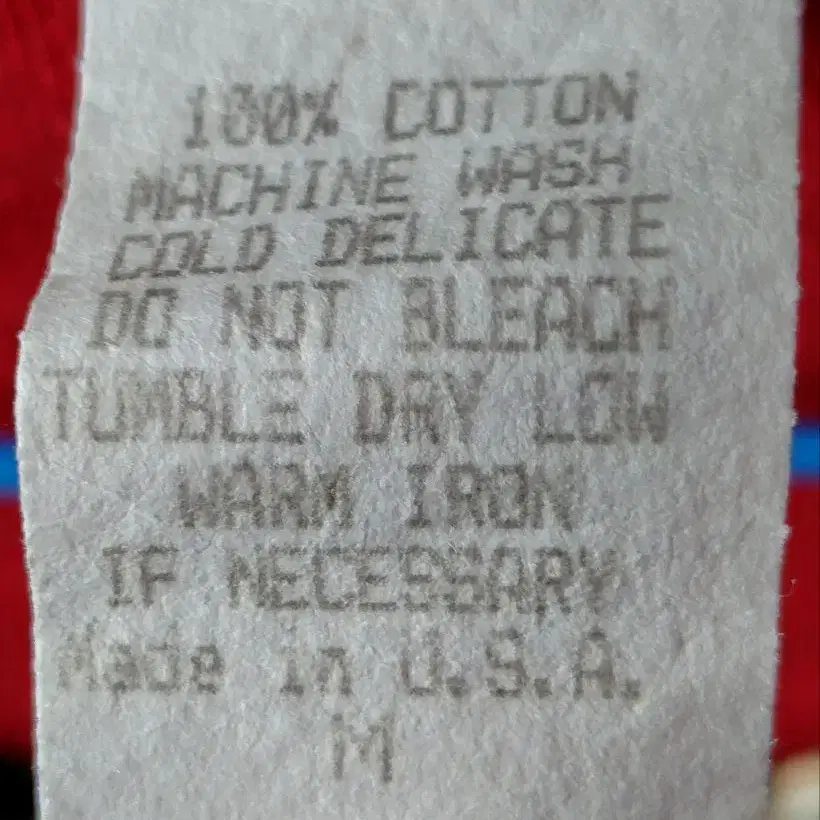 100% COTTON
MACHINE WASH
COLD DELICATE
DO NOT BLEACH
TUMBLE DRY LOW
WARM IRON
IF NECESSARY
Made in U.S.A.
M